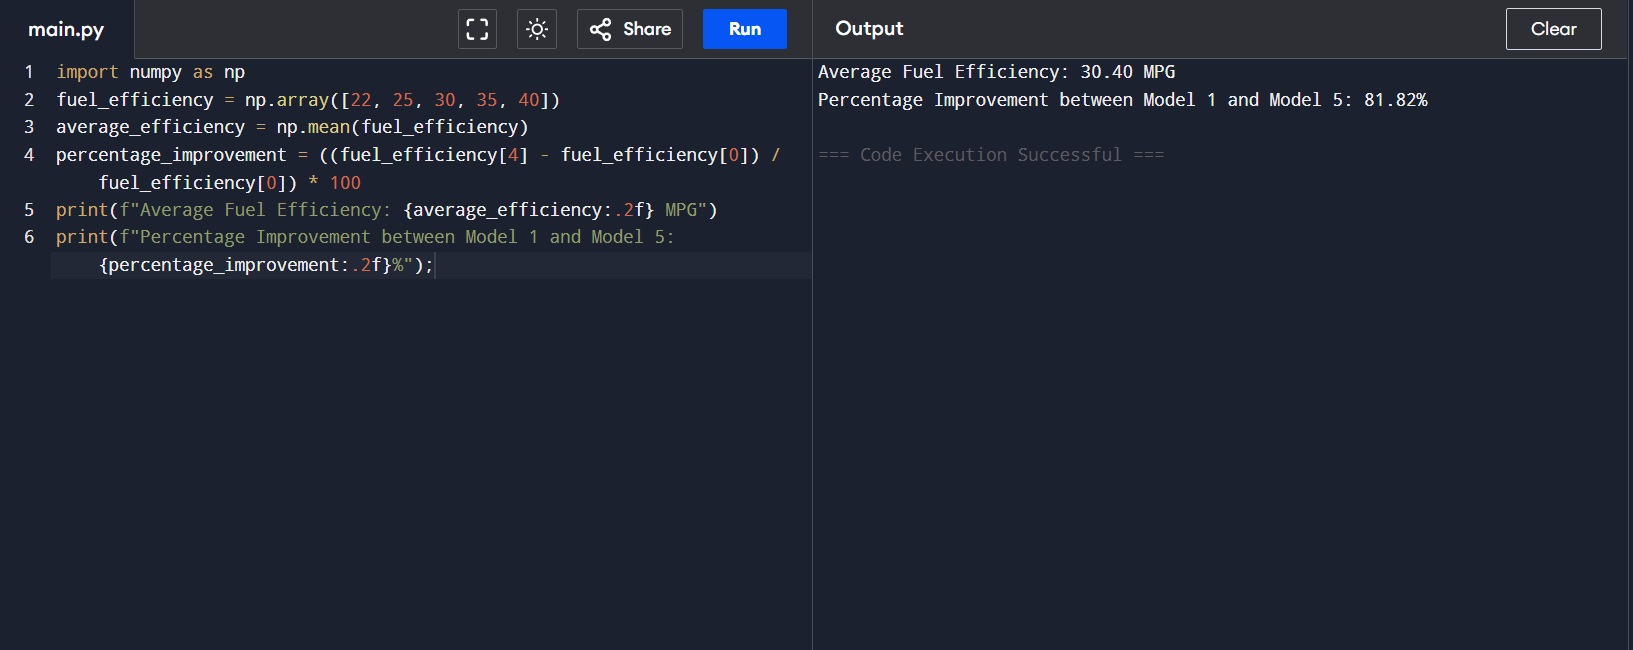 main.py
Share
Run
Output
Clear
1 import numpy as np
2 fuel_efficiency = np.array([22, 25, 30, 35, 40])
3 average_efficiency = np.mean(fuel_efficiency)
4 percentage_improvement = ((fuel_efficiency[4] - fuel_efficiency[0]) /
fuel_efficiency[0]) * 100
5 print(f"Average Fuel Efficiency: {average_efficiency:.2f} MPG")
6 print(f"Percentage Improvement between Model 1 and Model 5:
{percentage_improvement:.2f}%");
Average Fuel Efficiency: 30.40 MPG
Percentage Improvement between Model 1 and Model 5: 81.82%
=== Code Execution Successful ===